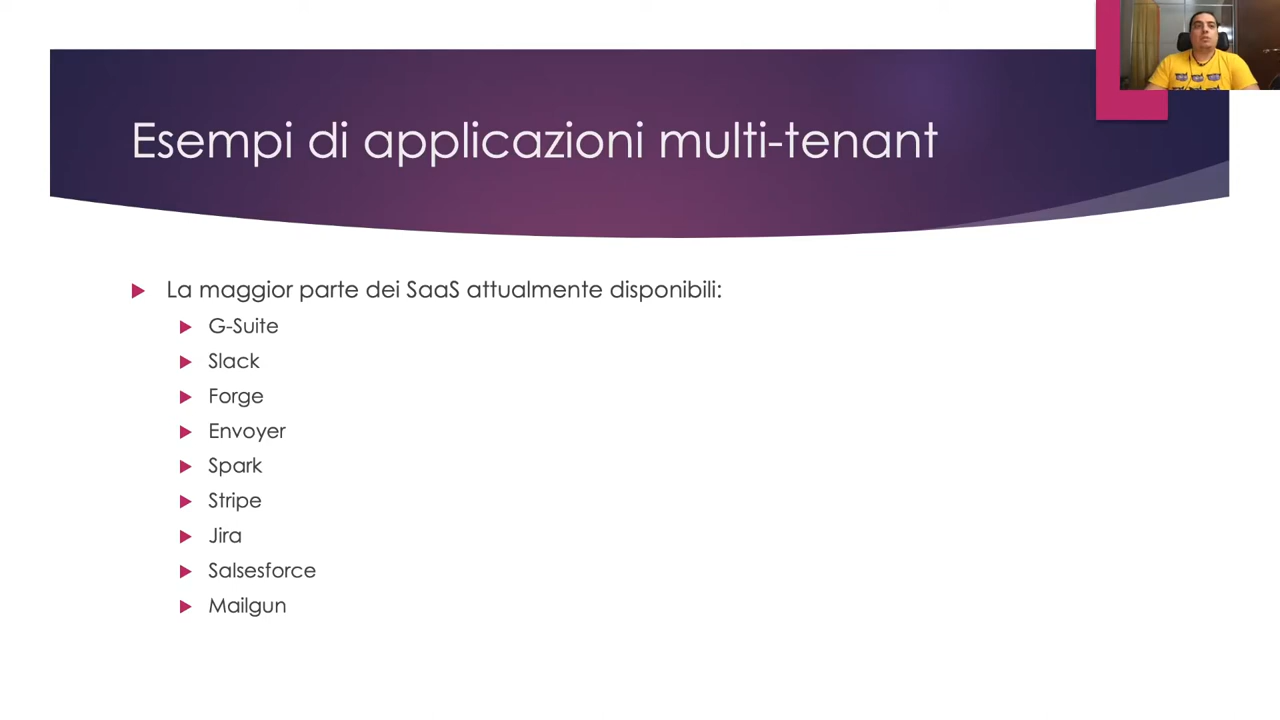 Esempi di applicazioni multi-tenant
La maggior parte dei SaaS attualmente disponibili:
G-Suite
Slack
Forge
Envoyer
Spark
Stripe
Jira
Salsesforce
Mailgun